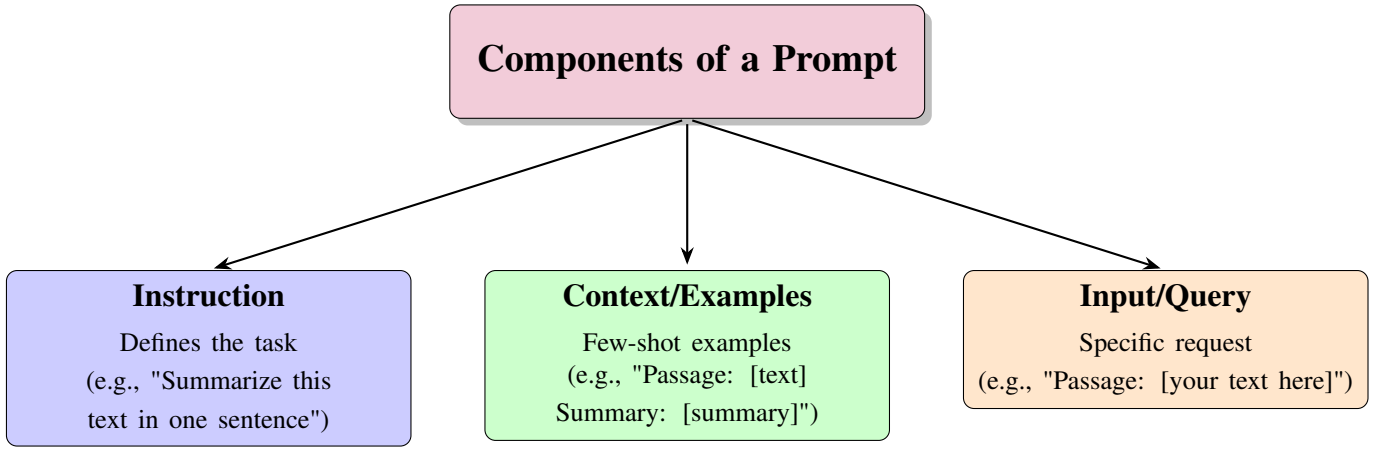 Components of a Prompt
Instruction
Defines the task
(e.g., "Summarize this
text in one sentence")
Context/Examples
Few-shot examples
(e.g., "Passage: [text]
Summary: [summary]")
Input/Query
Specific request
(e.g., "Passage: [your text here]")